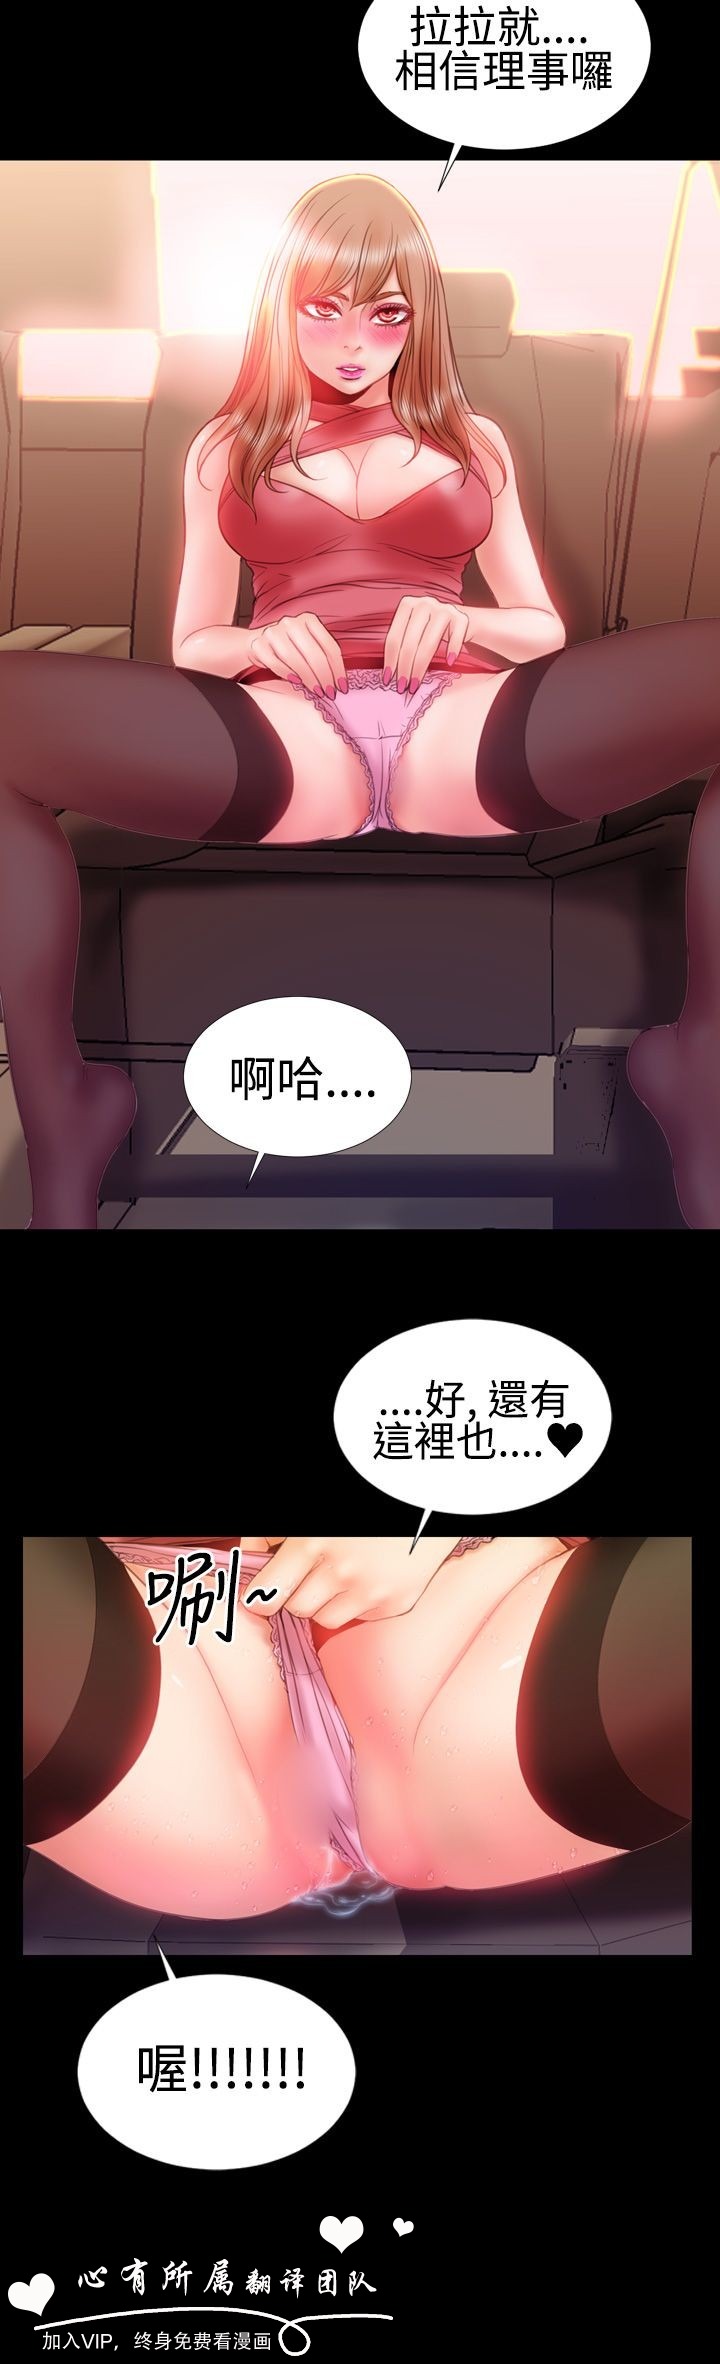 拉拉就....
相信理事囉
啊哈....
....好,還有
這裡也....♥
唰~
喔!!!!!!!
心有所属翻译团队
加入VIP，终身免费看漫画